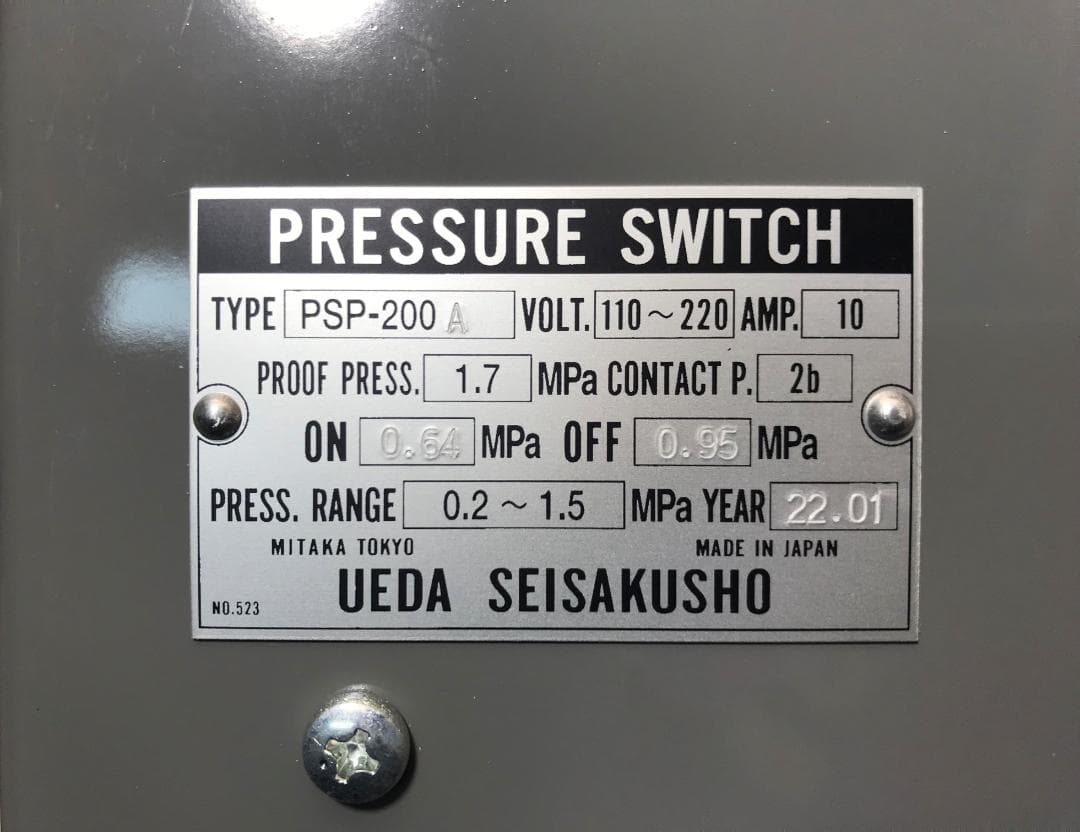 PRESSURE SWITCH
TYPE PSP-200 A VOLT. 110～220 AMP. 10
PROOF PRESS. 1.7 MPa CONTACT P. 2b
ON 0.64 MPa OFF 0.95 MPa
PRESS. RANGE 0.2～1.5 MPa YEAR 22.01
MITAKA TOKYO MADE IN JAPAN
NO.523 UEDA SEISAKUSHO